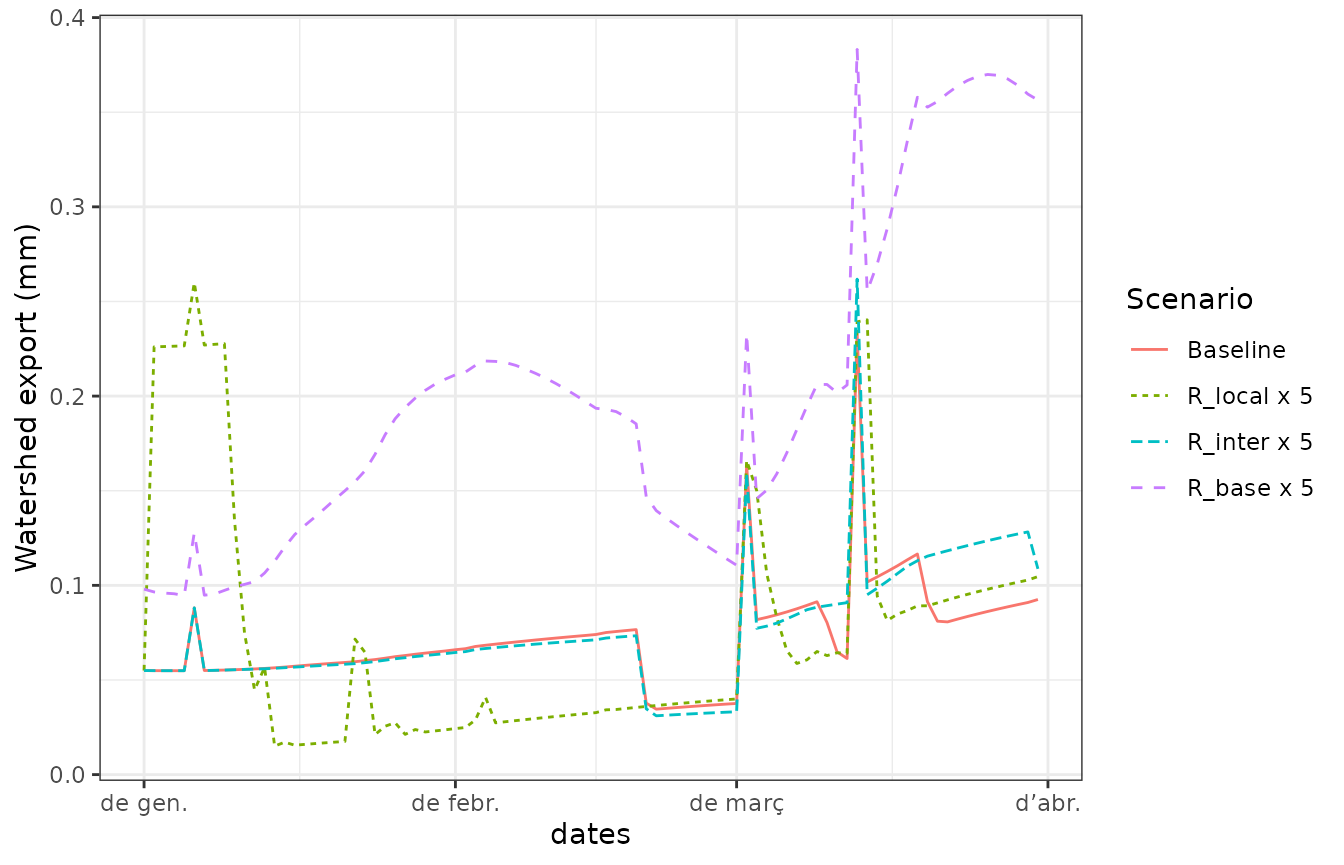 Watershed export (mm)
0.4
0.3
0.2
0.1
0.0
de gen.
de febr.
de març
d’abr.
dates
Scenario
Baseline
R_local x 5
R_inter x 5
R_base x 5